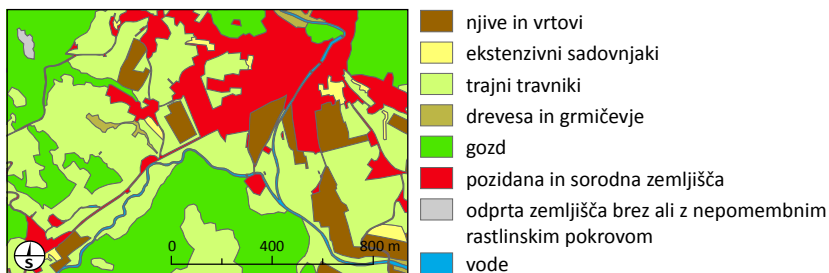 njive in vrtovi
ekstenzivni sadovnjaki
trajni travniki
drevesa in grmičevje
gozd
pozidana in sorodna zemljišča
odprta zemljišča brez ali z nepomembnim
rastlinskim pokrovom
vode
S
0 400 800 m